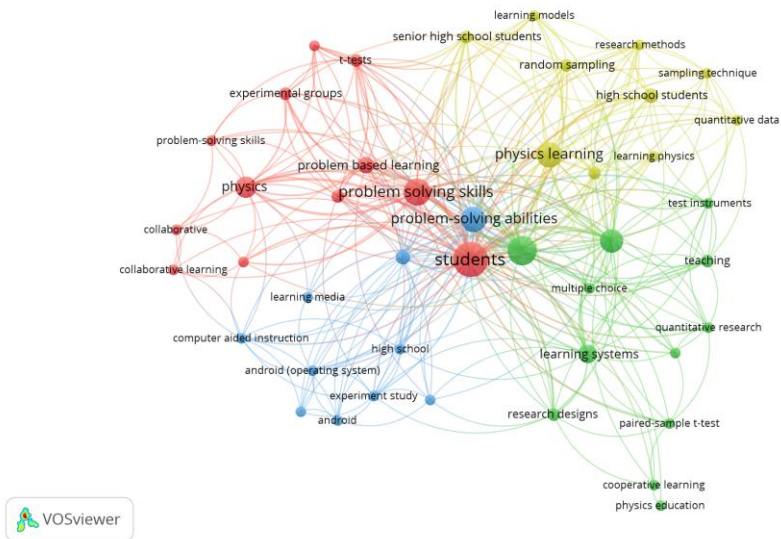 learning models
senior high school students
research methods
t-tests
random sampling
sampling technique
experimental groups
high school students
quantitative data
problem-solving skills
physics learning
learning physics
problem based learning
physics
problem solving skills
test instruments
problem-solving abilities
collaborative
students
teaching
collaborative learning
multiple choice
learning media
quantitative research
computer aided instruction
high school
learning systems
android (operating system)
experiment study
research designs
android
paired-sample t-test
cooperative learning
physics education
VOSviewer